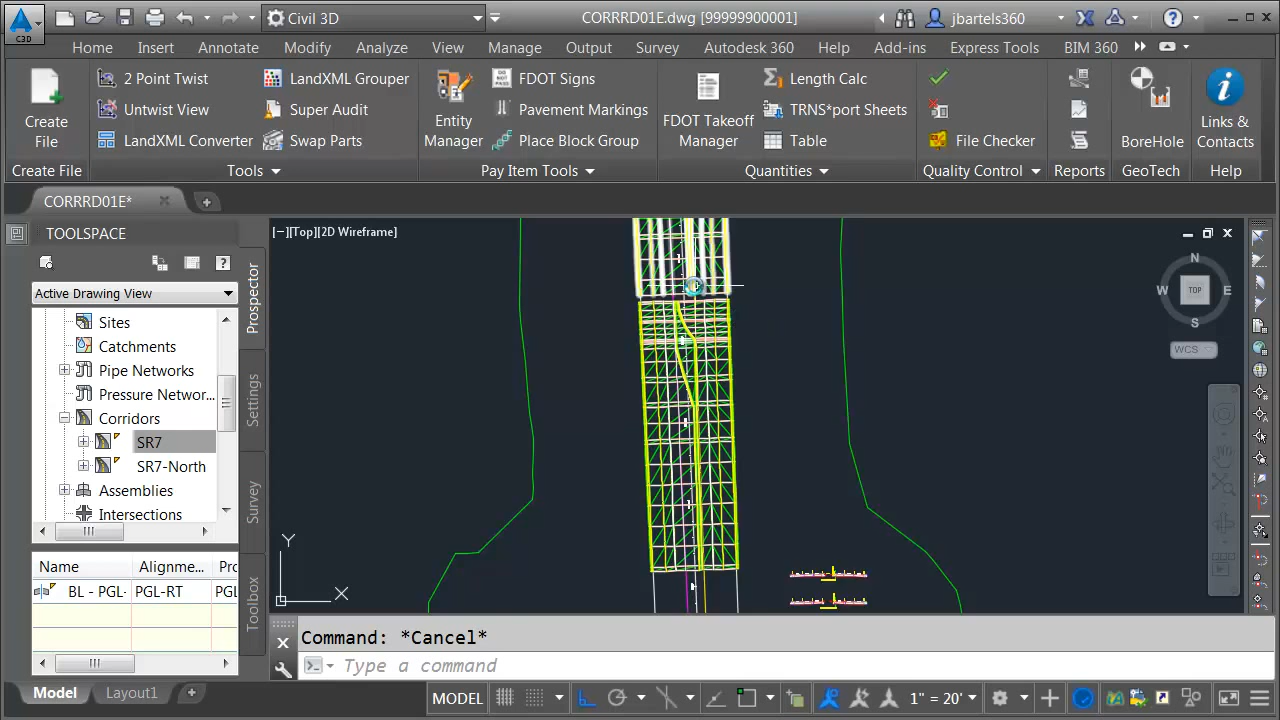 C3D
Civil 3D
CORRRD01E.dwg [99999900001]
jbartels360
Home Insert Annotate Modify Analyze View Manage Output Survey Autodesk 360 Help Add-ins Express Tools BIM 360
2 Point Twist LandXML Grouper FDOT Signs Length Calc
Untwist View Super Audit Pavement Markings TRNS*port Sheets
LandXML Converter Swap Parts Place Block Group Table File Checker
Create File
Entity Manager
FDOT Takeoff Manager
BoreHole
Links & Contacts
Create File Tools Pay Item Tools Quantities Quality Control Reports GeoTech Help
CORRRD01E*
TOOLSPACE
Active Drawing View
Sites
Catchments
Pipe Networks
Pressure Networ...
Corridors
SR7
SR7-North
Assemblies
Intersections
Name Alignme... Pro
BL - PGL- PGL-RT PGL
Prospector
Settings
Survey
Toolbox
[−][Top][2D Wireframe]
N
W TOP E
S
WCS
Y
X
Command: *Cancel*
Type a command
Model Layout1
MODEL 1" = 20'